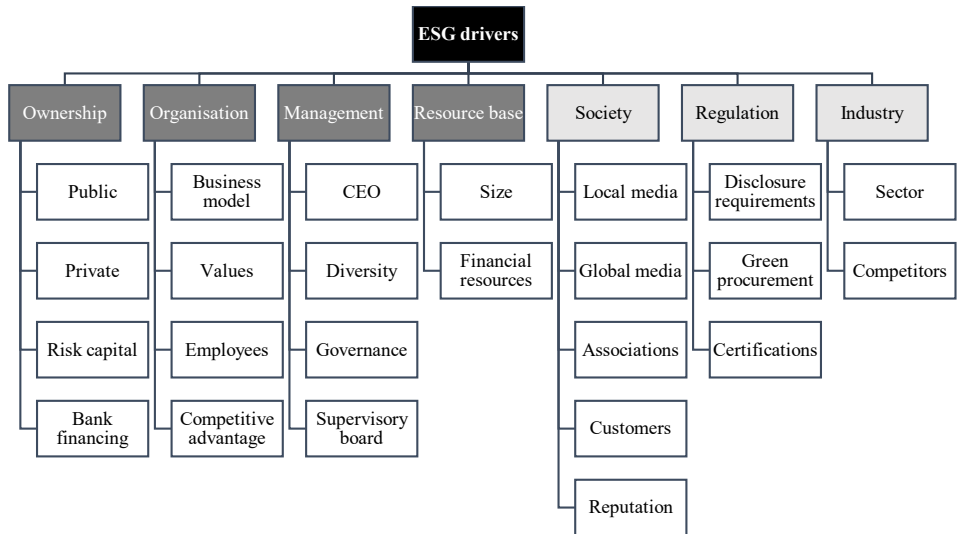 ESG drivers
Ownership
Organisation
Management
Resource base
Society
Regulation
Industry
Public
Private
Risk capital
Bank
financing
Business
model
Values
Employees
Competitive
advantage
CEO
Diversity
Governance
Supervisory
board
Size
Financial
resources
Local media
Global media
Associations
Customers
Reputation
Disclosure
requirements
Green
procurement
Certifications
Sector
Competitors